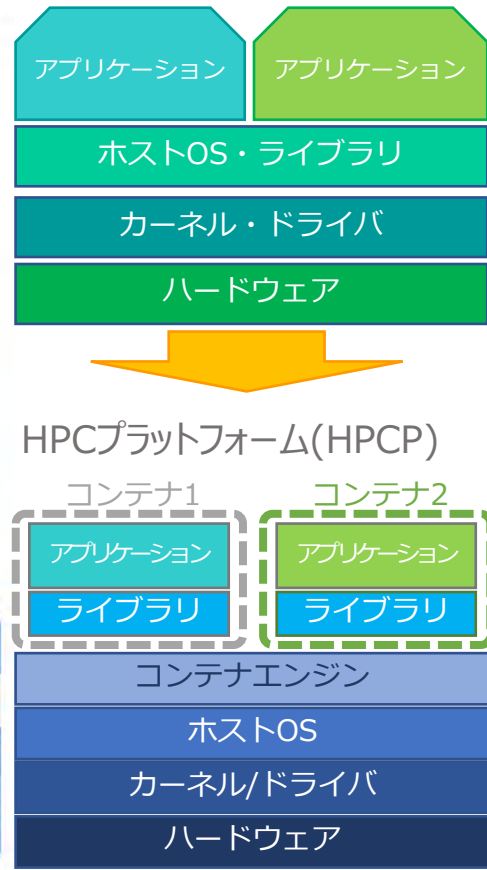 アプリケーション アプリケーション
ホストOS・ライブラリ
カーネル・ドライバ
ハードウェア
HPCプラットフォーム(HPCP)
コンテナ1 コンテナ2
アプリケーション アプリケーション
ライブラリ ライブラリ
コンテナエンジン
ホストOS
カーネル/ドライバ
ハードウェア